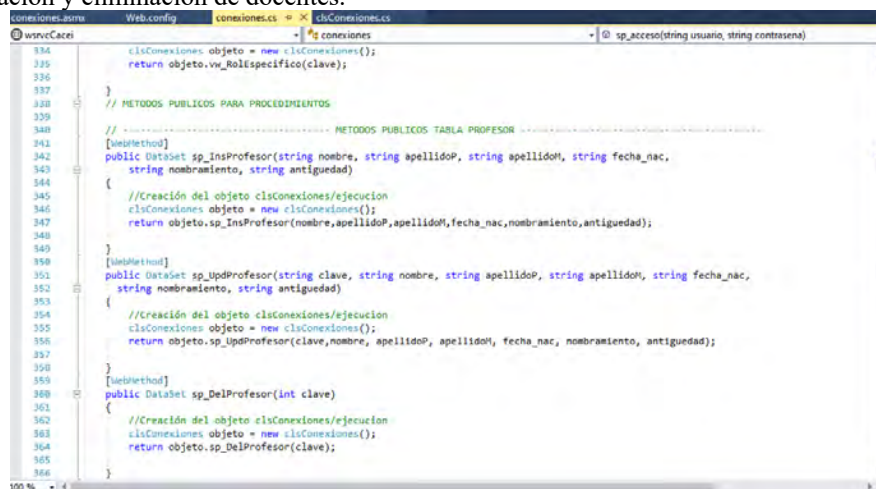 ación y eliminación de docentes.
conexiones.asmx Web.config conexiones.cs clsConexiones.cs
wsrvcCacei conexiones sp_acceso(string usuario, string contrasena)
334 clsConexiones objeto = new clsConexiones();
335 return objeto.vw_RolEspecifico(clave);
336
337 }
338 // METODOS PUBLICOS PARA PROCEDIMIENTOS
339
340 // ------------------------------------ METODOS PUBLICOS TABLA PROFESOR ------------------------------------
341 [WebMethod]
342 public DataSet sp_InsProfesor(string nombre, string apellidoP, string apellidoM, string fecha_nac,
343 string nombramiento, string antiguedad)
344 {
345 //Creación del objeto clsConexiones/ejecucion
346 clsConexiones objeto = new clsConexiones();
347 return objeto.sp_InsProfesor(nombre,apellidoP,apellidoM,fecha_nac,nombramiento,antiguedad);
348
349 }
350 [WebMethod]
351 public DataSet sp_UpdProfesor(string clave, string nombre, string apellidoP, string apellidoM, string fecha_nac,
352 string nombramiento, string antiguedad)
353 {
354 //Creación del objeto clsConexiones/ejecucion
355 clsConexiones objeto = new clsConexiones();
356 return objeto.sp_UpdProfesor(clave,nombre, apellidoP, apellidoM, fecha_nac, nombramiento, antiguedad);
357
358 }
359 [WebMethod]
360 public DataSet sp_DelProfesor(int clave)
361 {
362 //Creación del objeto clsConexiones/ejecucion
363 clsConexiones objeto = new clsConexiones();
364 return objeto.sp_DelProfesor(clave);
365
366 }
100 %